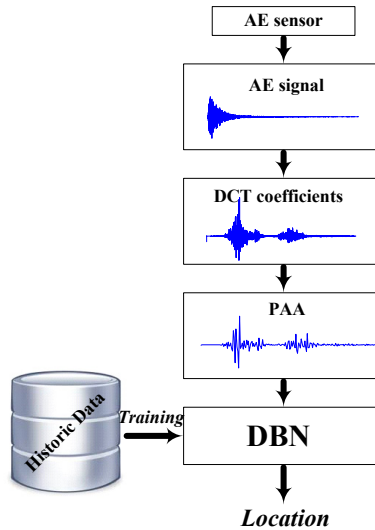 AE sensor
AE signal
DCT coefficients
PAA
Historic Data
Training
DBN
Location